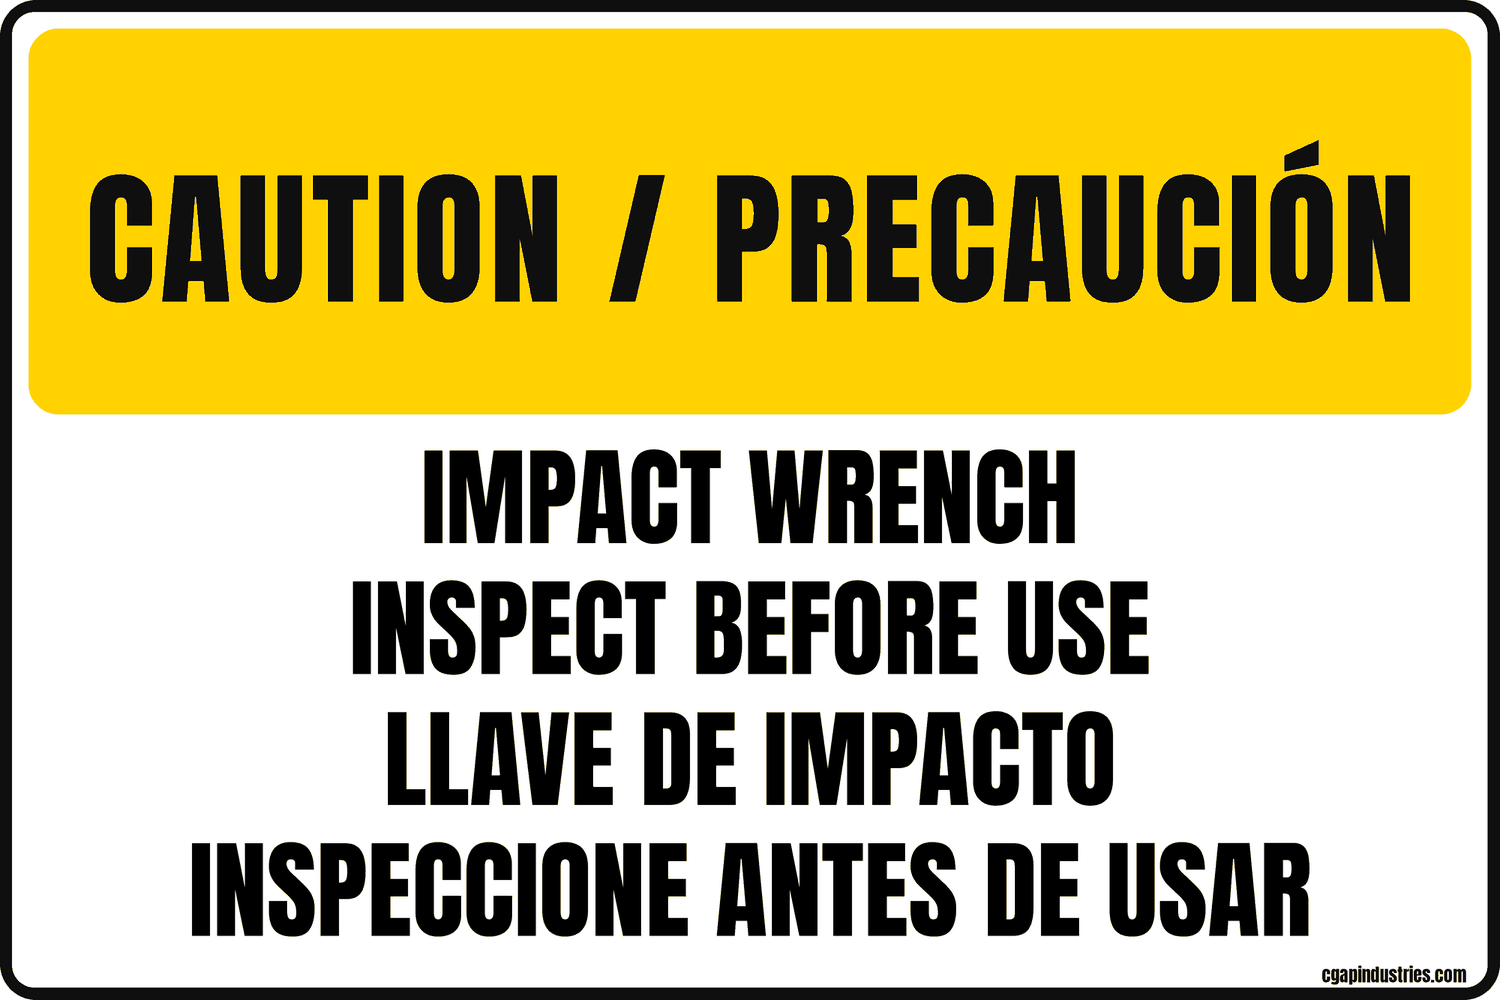 CAUTION / PRECAUCIÓN
IMPACT WRENCH
INSPECT BEFORE USE
LLAVE DE IMPACTO
INSPECCIONE ANTES DE USAR
cgapindustries.com